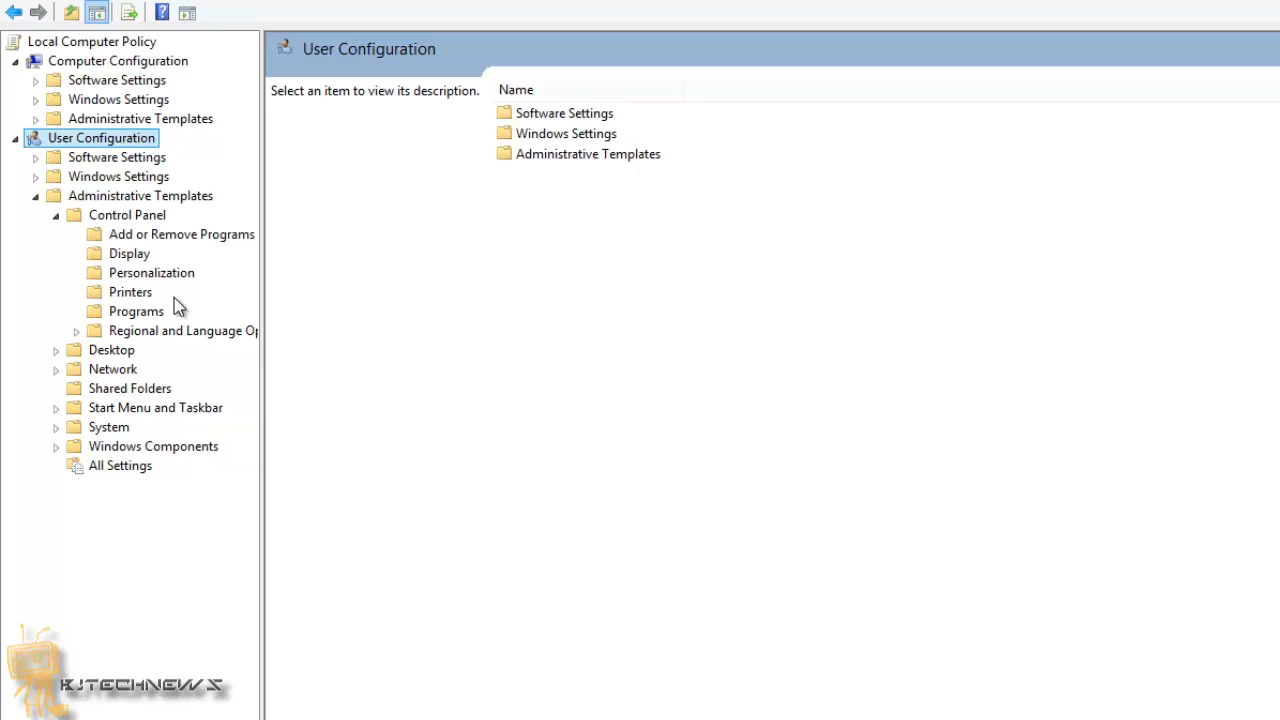 Local Computer Policy
Computer Configuration
Software Settings
Windows Settings
Administrative Templates
User Configuration
Software Settings
Windows Settings
Administrative Templates
Control Panel
Add or Remove Programs
Display
Personalization
Printers
Programs
Regional and Language Op
Desktop
Network
Shared Folders
Start Menu and Taskbar
System
Windows Components
All Settings
User Configuration
Select an item to view its description.
Name
Software Settings
Windows Settings
Administrative Templates
KJTECHNEWS